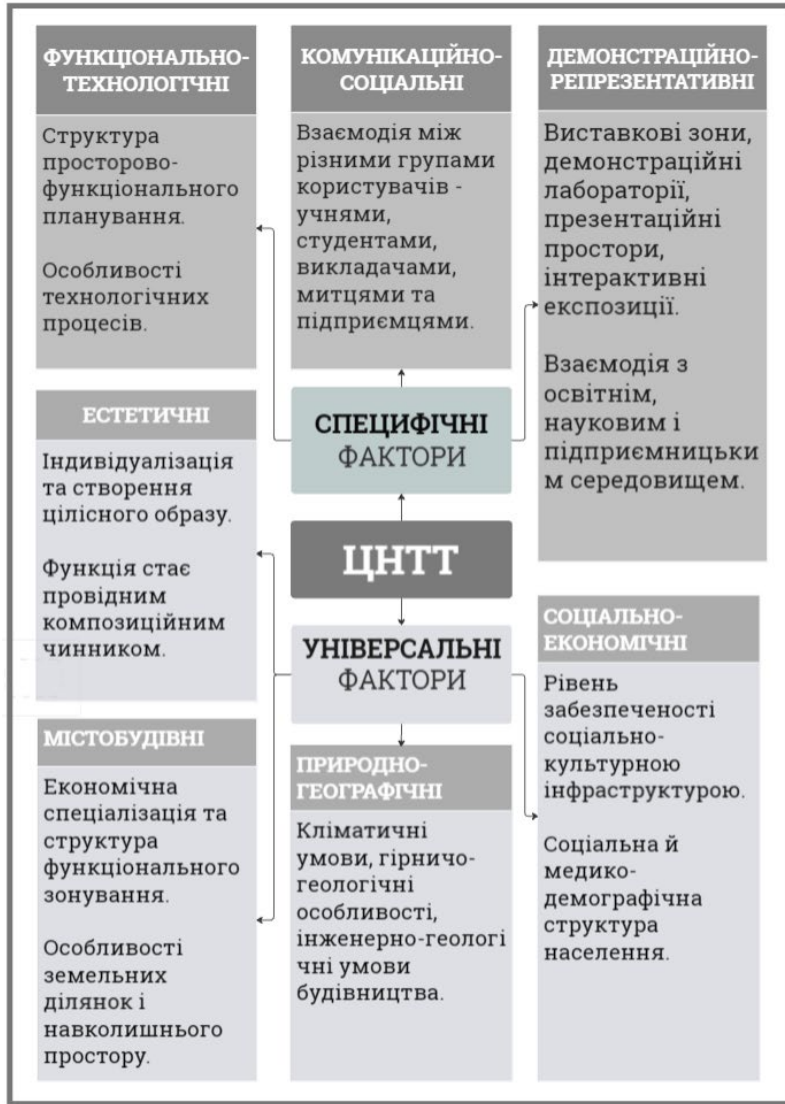 ФУНКЦІОНАЛЬНО-
ТЕХНОЛОГІЧНІ
Структура
просторово-
функціонального
планування.
Особливості
технологічних
процесів.
КОМУНІКАЦІЙНО-
СОЦІАЛЬНІ
Взаємодія між
різними групами
користувачів -
учнями,
студентами,
викладачами,
митцями та
підприємцями.
ДЕМОНСТРАЦІЙНО-
РЕПРЕЗЕНТАТИВНІ
Виставкові зони,
демонстраційні
лабораторії,
презентаційні
простори,
інтерактивні
експозиції.
Взаємодія з
освітнім,
науковим і
підприємницьки
м середовищем.
СПЕЦИФІЧНІ
ФАКТОРИ
ЦНТТ
УНІВЕРСАЛЬНІ
ФАКТОРИ
ЕСТЕТИЧНІ
Індивідуалізація
та створення
цілісного образу.
Функція стає
провідним
композиційним
чинником.
МІСТОБУДІВНІ
Економічна
спеціалізація та
структура
функціонального
зонування.
Особливості
земельних
ділянок і
навколишнього
простору.
ПРИРОДНО-
ГЕОГРАФІЧНІ
Кліматичні
умови, гірничо-
геологічні
особливості,
інженерно-геологі
чні умови
будівництва.
СОЦІАЛЬНО-
ЕКОНОМІЧНІ
Рівень
забезпеченості
соціально-
культурною
інфраструктурою.
Соціальна й
медико-
демографічна
структура
населення.